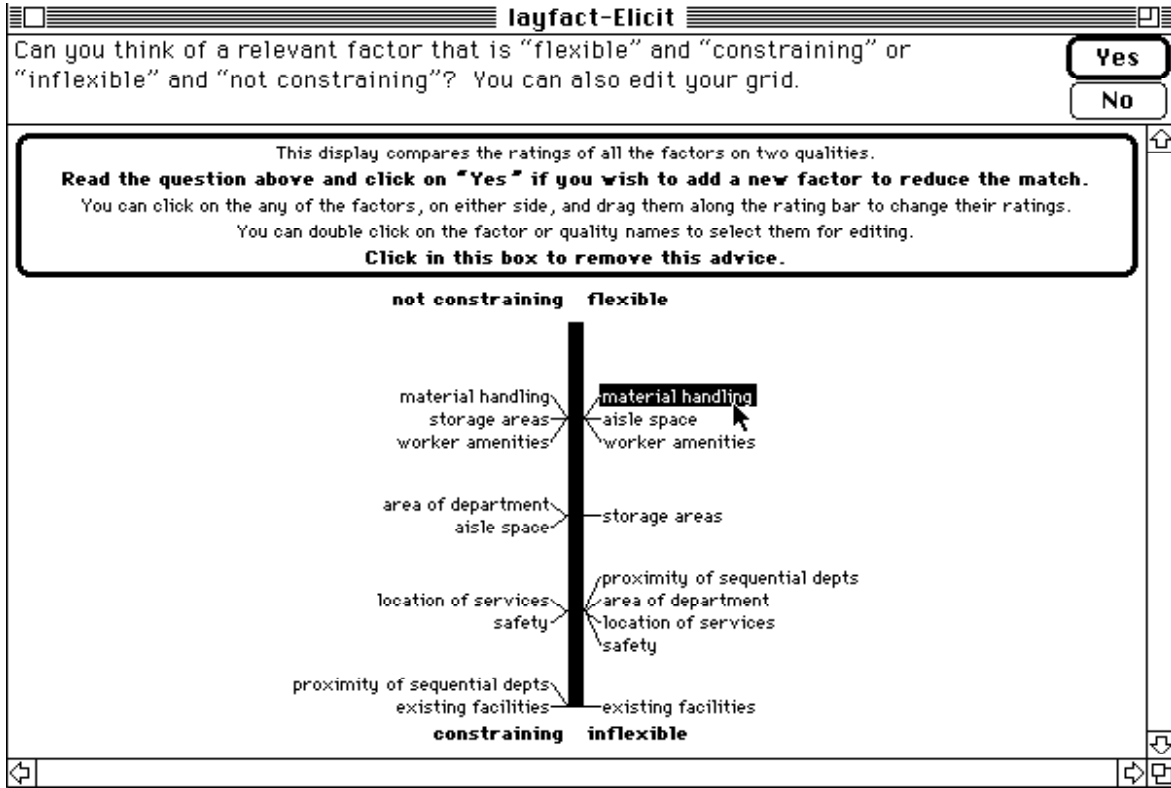 layfact-Elicit
Can you think of a relevant factor that is “flexible” and “constraining” or
“inflexible” and “not constraining”? You can also edit your grid.
Yes
No
This display compares the ratings of all the factors on two qualities.
Read the question above and click on “Yes” if you wish to add a new factor to reduce the match.
You can click on the any of the factors, on either side, and drag them along the rating bar to change their ratings.
You can double click on the factor or quality names to select them for editing.
Click in this box to remove this advice.
not constraining flexible
material handling material handling
storage areas aisle space
worker amenities worker amenities
area of department
aisle space
storage areas
proximity of sequential depts
location of services area of department
safety location of services
safety
proximity of sequential depts
existing facilities existing facilities
constraining inflexible